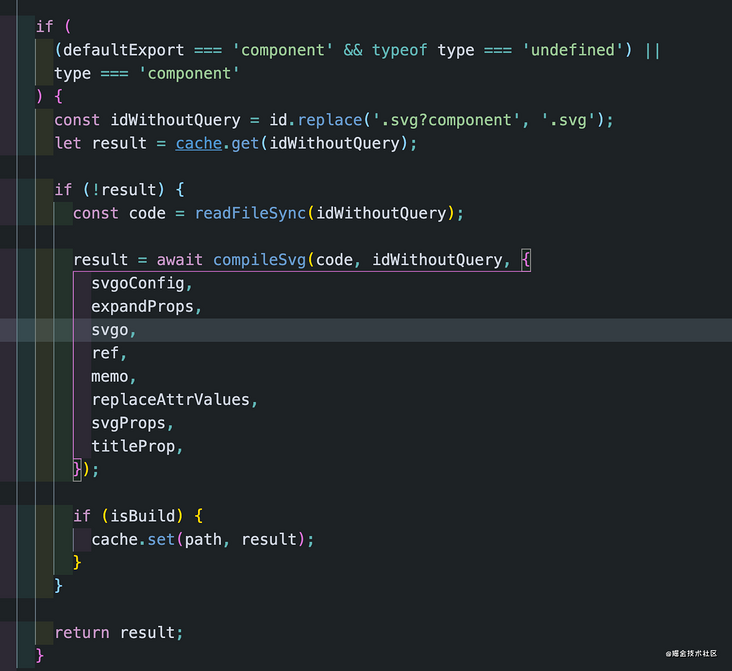 if (
(defaultExport === 'component' && typeof type === 'undefined') ||
type === 'component'
) {
const idWithoutQuery = id.replace('.svg?component', '.svg');
let result = cache.get(idWithoutQuery);
if (!result) {
const code = readFileSync(idWithoutQuery);
result = await compileSvg(code, idWithoutQuery, {
svgoConfig,
expandProps,
svgo,
ref,
memo,
replaceAttrValues,
svgProps,
titleProp,
});
if (isBuild) {
cache.set(path, result);
}
}
return result;
}
@掘金技术社区